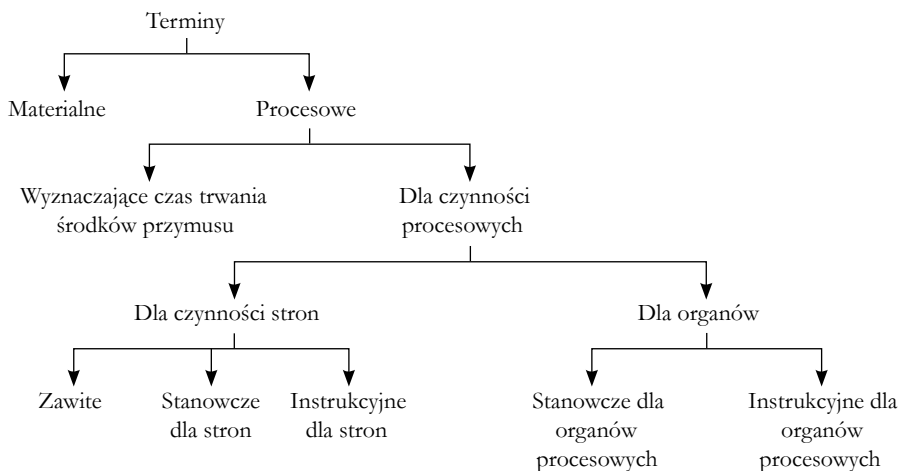 Terminy
Materialne
Procesowe
Wyznaczające czas trwania
środków przymusu
Dla czynności
procesowych
Dla czynności stron
Dla organów
Zawite
Stanowcze
dla stron
Instrukcyjne
dla stron
Stanowcze dla
organów
procesowych
Instrukcyjne dla
organów
procesowych